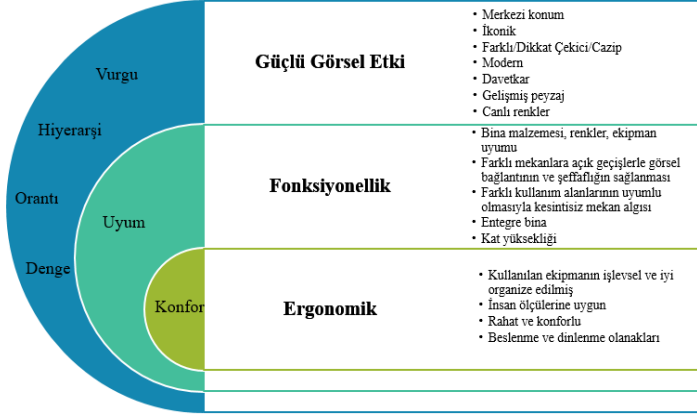 Vurgu
Hiyerarşi
Orantı
Denge
Uyum
Konfor
Güçlü Görsel Etki
• Merkezi konum
• İkonik
• Farklı/Dikkat Çekici/Cazip
• Modern
• Davetkar
• Gelişmiş peyzaj
• Canlı renkler
Fonksiyonellik
• Bina malzemesi, renkler, ekipman
uyumu
• Farklı mekanlara açık geçişlerle görsel
bağlantının ve şeffaflığın sağlanması
• Farklı kullanım alanlarının uyumlu
olmasıyla kesintisiz mekan algısı
• Entegre bina
• Kat yüksekliği
Ergonomik
• Kullanılan ekipmanın işlevsel ve iyi
organize edilmiş
• İnsan ölçülerine uygun
• Rahat ve konforlu
• Beslenme ve dinlenme olanakları